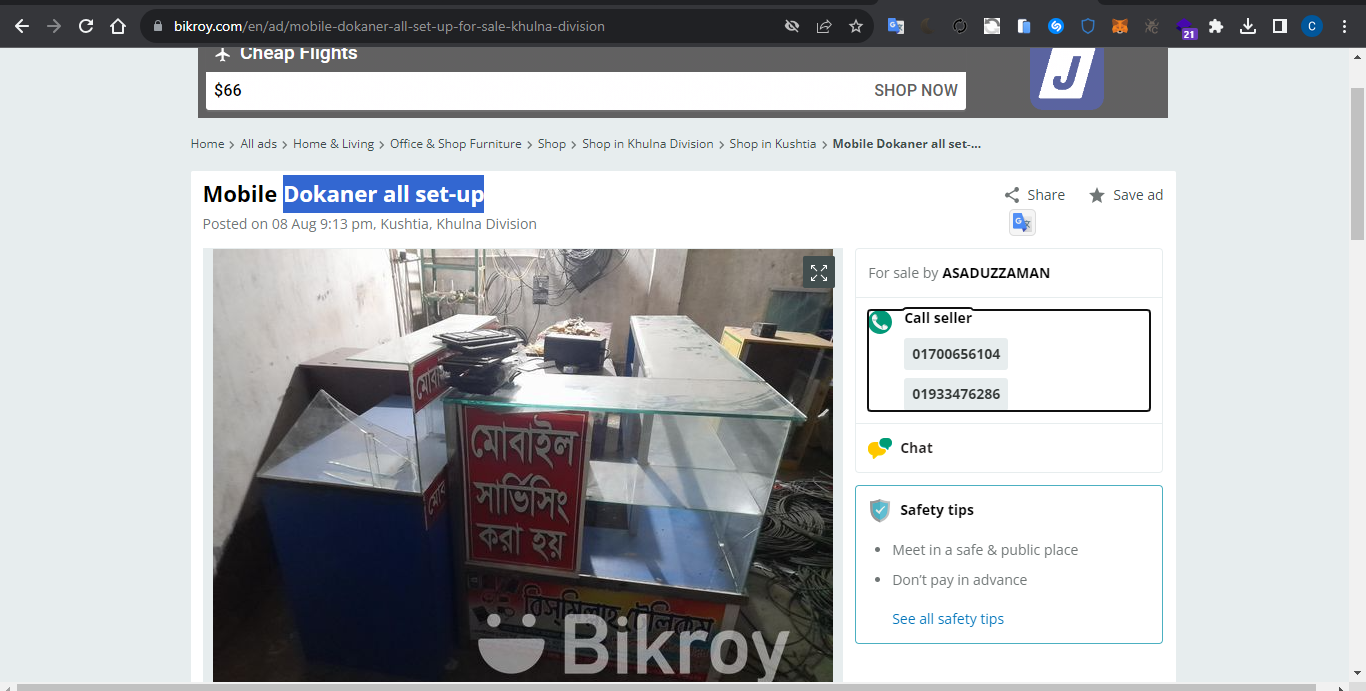 bikroy.com/en/ad/mobile-dokaner-all-set-up-for-sale-khulna-division
21
C
Cheap Flights
$66
SHOP NOW
J
Home > All ads > Home & Living > Office & Shop Furniture > Shop > Shop in Khulna Division > Shop in Kushtia > Mobile Dokaner all set-...
Mobile Dokaner all set-up
Share
Save ad
Posted on 08 Aug 9:13 pm, Kushtia, Khulna Division
For sale by ASADUZZAMAN
Call seller
01700656104
01933476286
Chat
Safety tips
Meet in a safe & public place
Don't pay in advance
See all safety tips
মোবাইল
সার্ভিসিং
করা হয়
বিসমিল্লাহ টেলিকম
Bikroy